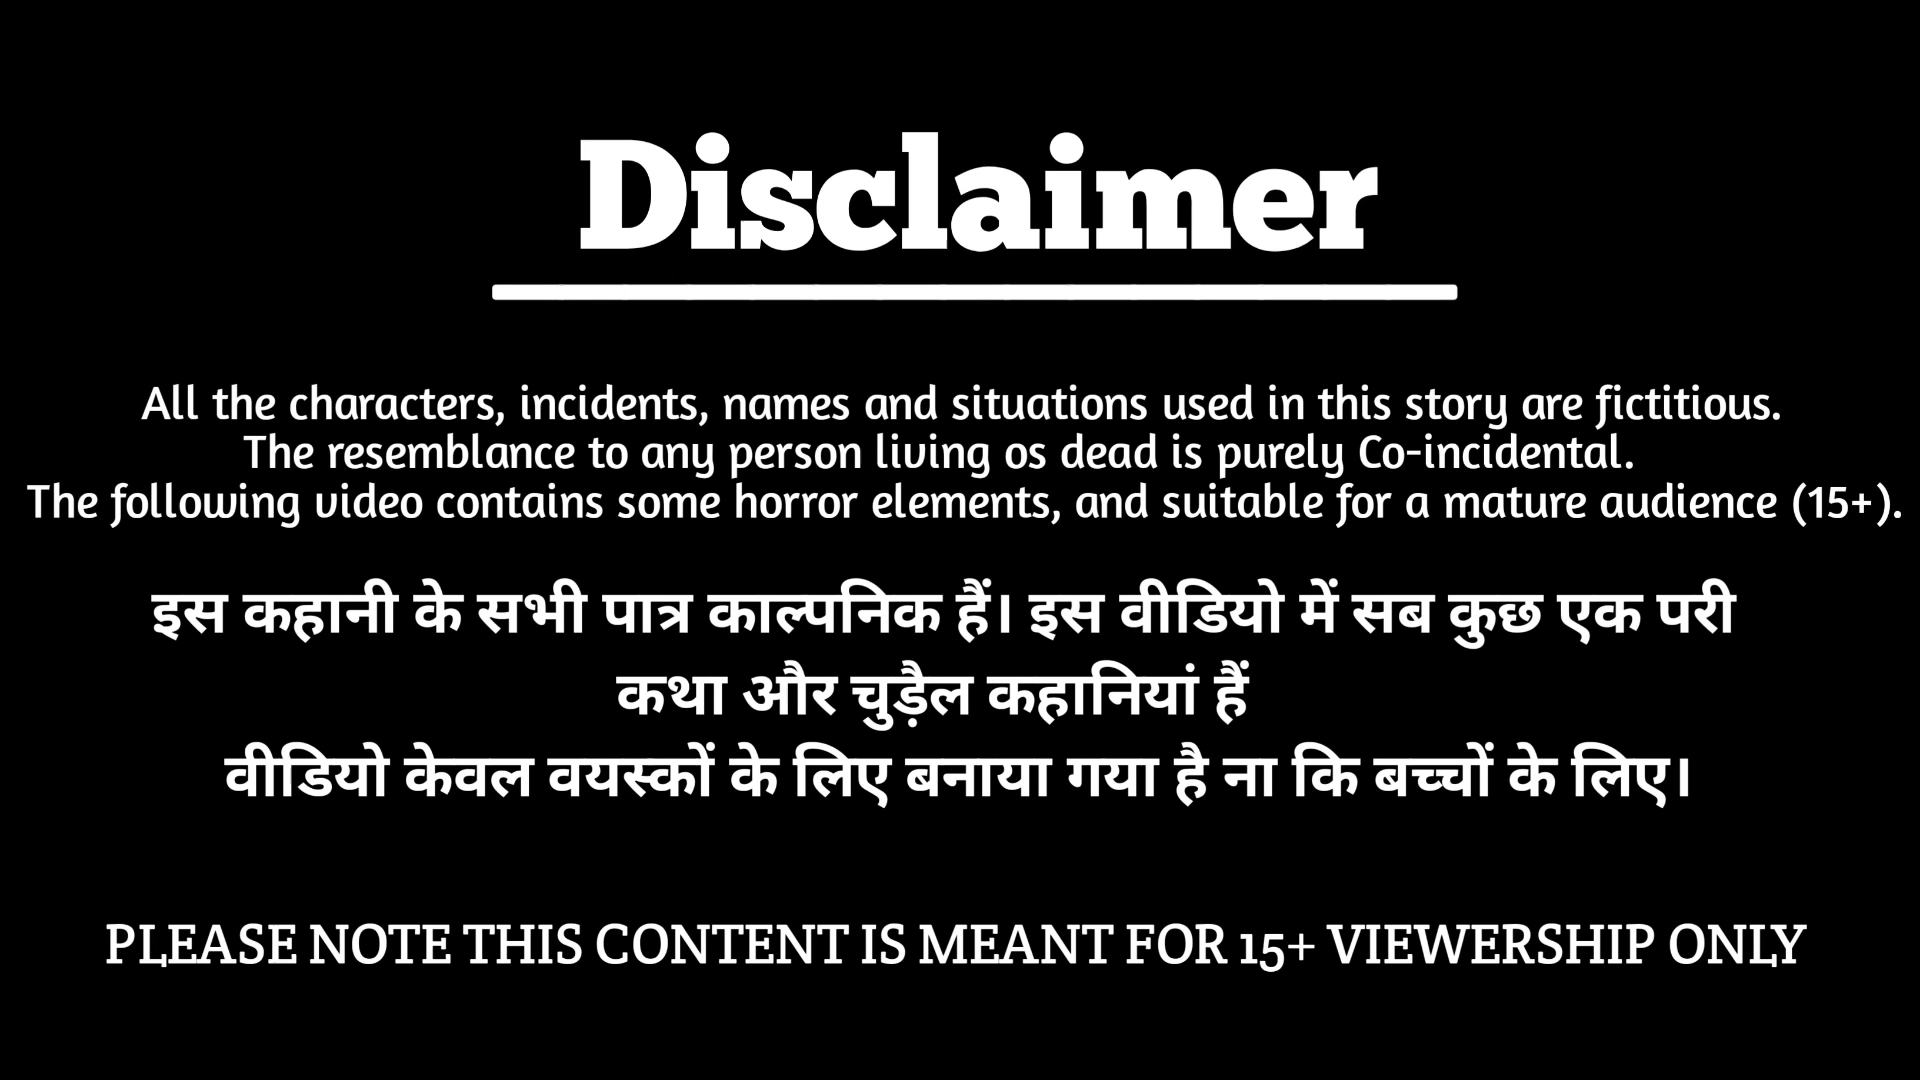 Disclaimer
All the characters, incidents, names and situations used in this story are fictitious.
The resemblance to any person living os dead is purely Co-incidental.
The following video contains some horror elements, and suitable for a mature audience (15+).
इस कहानी के सभी पात्र काल्पनिक हैं। इस वीडियो में सब कुछ एक परी
कथा और चुड़ैल कहानियां हैं
वीडियो केवल वयस्कों के लिए बनाया गया है ना कि बच्चों के लिए।
PLEASE NOTE THIS CONTENT IS MEANT FOR 15+ VIEWERSHIP ONLY